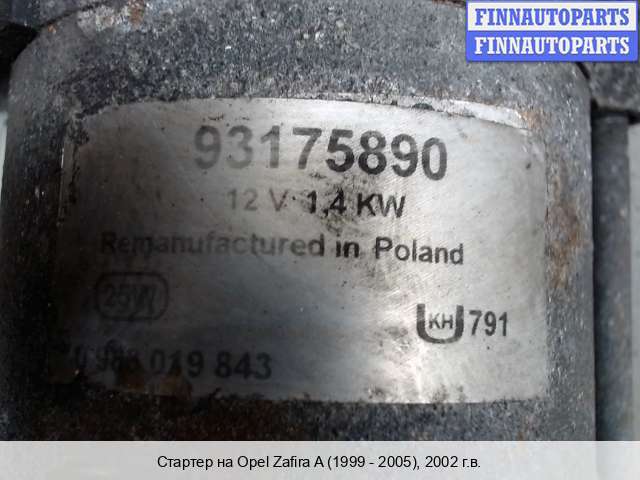 FINNAUTOPARTS
FINNAUTOPARTS
93175890
12 V 1,4 KW
Remanufactured in Poland
25W
KH 791
019 843
Стартер на Opel Zafira A (1999 - 2005), 2002 г.в.